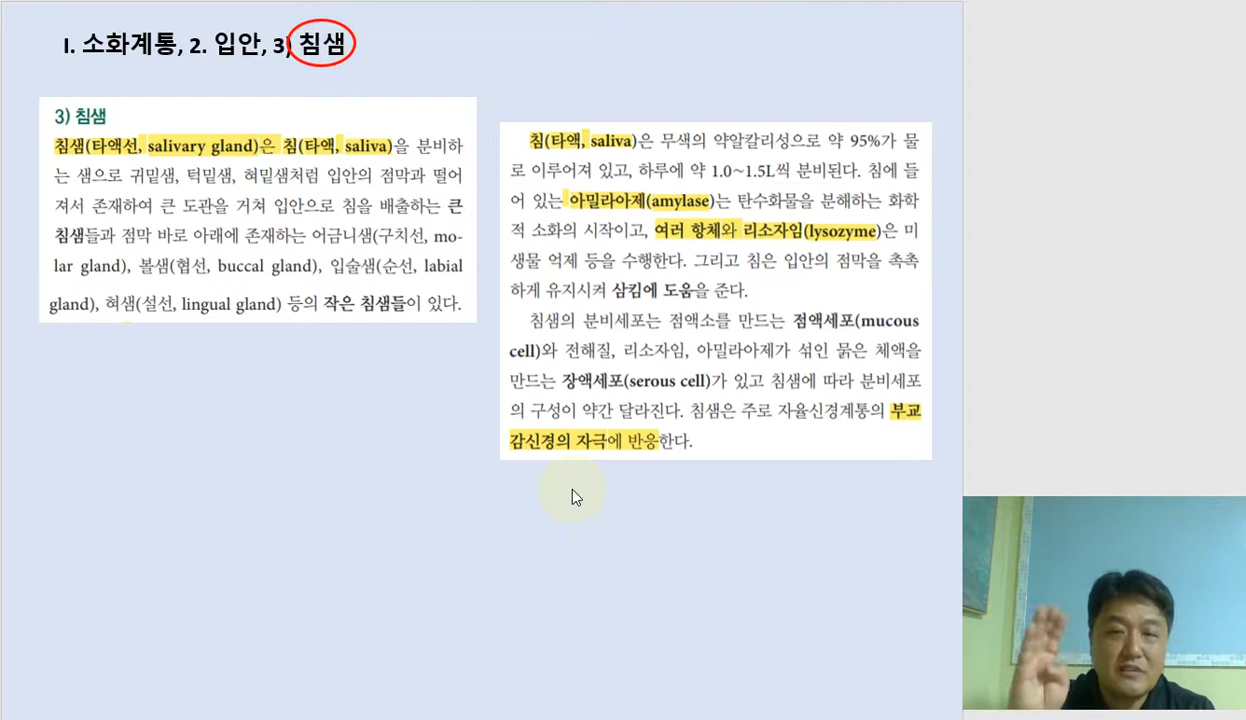 I. 소화계통, 2. 입안, 3) 침샘
3) 침샘
침샘(타액선, salivary gland)은 침(타액, saliva)을 분비하
는 샘으로 귀밑샘, 턱밑샘, 혀밑샘처럼 입안의 점막과 떨어
져서 존재하여 큰 도관을 거쳐 입안으로 침을 배출하는 큰
침샘들과 점막 바로 아래에 존재하는 어금니샘(구치선, mo-
lar gland), 볼샘(협선, buccal gland), 입술샘(순선, labial
gland), 혀샘(설선, lingual gland) 등의 작은 침샘들이 있다.
침(타액, saliva)은 무색의 약알칼리성으로 약 95%가 물
로 이루어져 있고, 하루에 약 1.0~1.5L씩 분비된다. 침에 들
어 있는 아밀라아제(amylase)는 탄수화물을 분해하는 화학
적 소화의 시작이고, 여러 항체와 리소자임(lysozyme)은 미
생물 억제 등을 수행한다. 그리고 침은 입안의 점막을 촉촉
하게 유지시켜 삼킴에 도움을 준다.
침샘의 분비세포는 점액소를 만드는 점액세포(mucous
cell)와 전해질, 리소자임, 아밀라아제가 섞인 묽은 체액을
만드는 장액세포(serous cell)가 있고 침샘에 따라 분비세포
의 구성이 약간 달라진다. 침샘은 주로 자율신경계통의 부교
감신경의 자극에 반응한다.